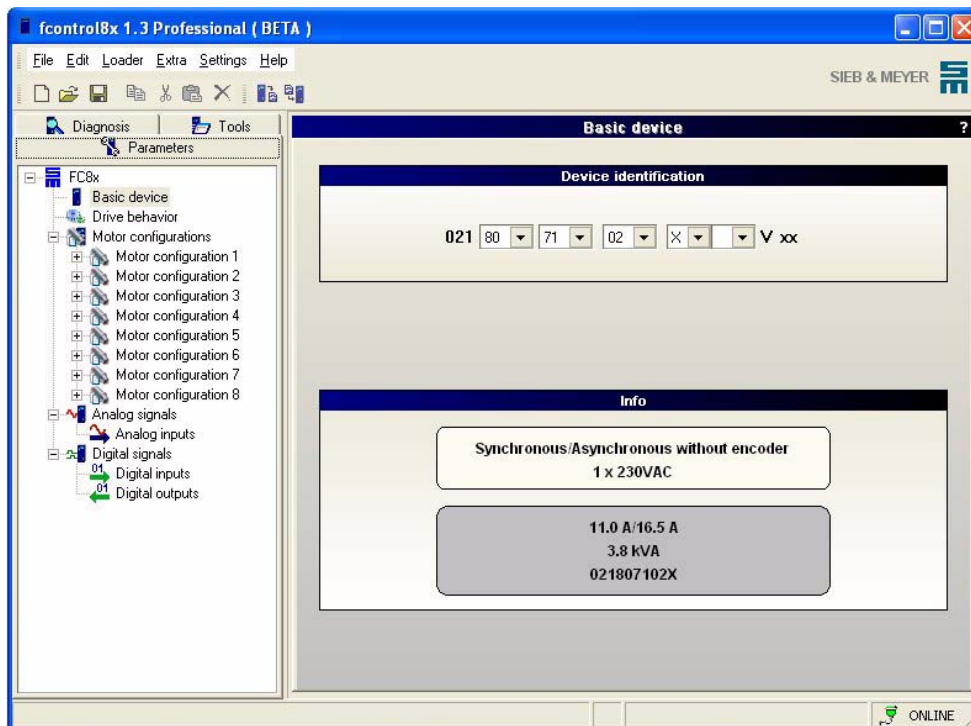 fcontrol8x 1.3 Professional ( BETA )
File Edit Loader Extra Settings Help
SIEB & MEYER
Diagnosis
Tools
Parameters
FC8x
Basic device
Drive behavior
Motor configurations
Motor configuration 1
Motor configuration 2
Motor configuration 3
Motor configuration 4
Motor configuration 5
Motor configuration 6
Motor configuration 7
Motor configuration 8
Analog signals
Analog inputs
Digital signals
01 Digital inputs
01 Digital outputs
Basic device ?
Device identification
021 80 71 02 X V xx
Info
Synchronous/Asynchronous without encoder
1 x 230VAC
11.0 A/16.5 A
3.8 kVA
021807102X
ONLINE